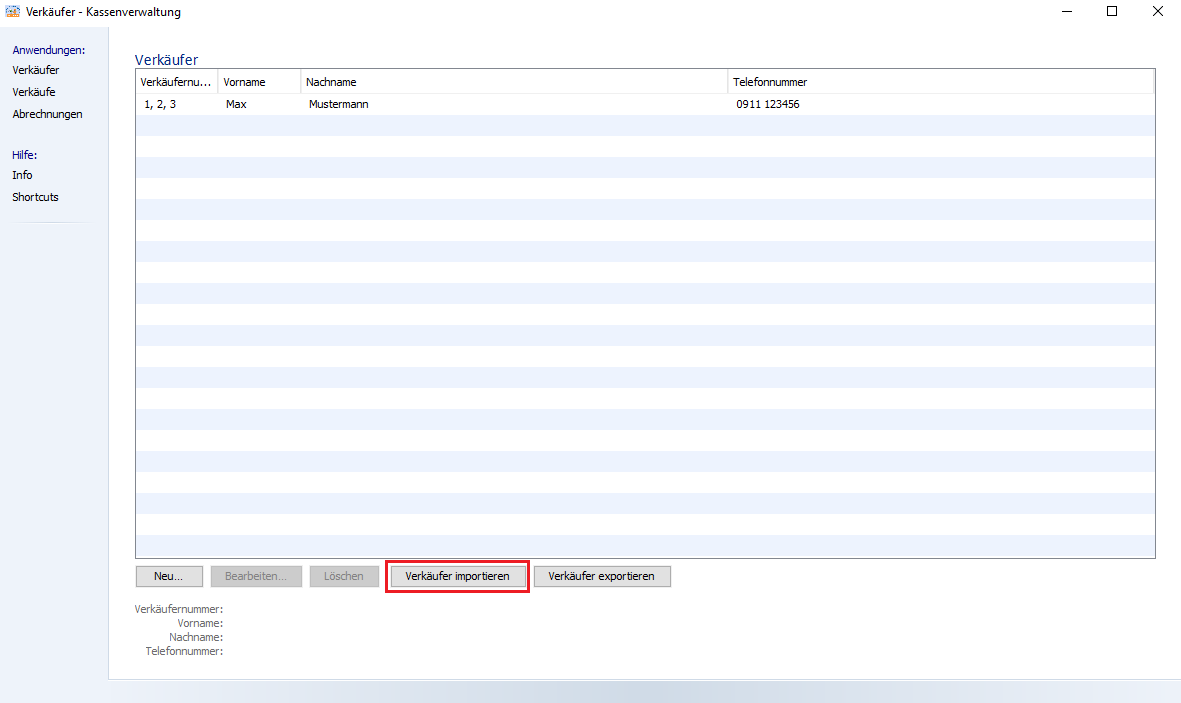 Verkäufer - Kassenverwaltung
Anwendungen:
Verkäufer
Verkäufe
Abrechnungen
Hilfe:
Info
Shortcuts
Verkäufer
Verkäufernu... Vorname Nachname Telefonnummer
1, 2, 3 Max Mustermann 0911 123456
Neu... Bearbeiten... Löschen Verkäufer importieren Verkäufer exportieren
Verkäufernummer:
Vorname:
Nachname:
Telefonnummer: